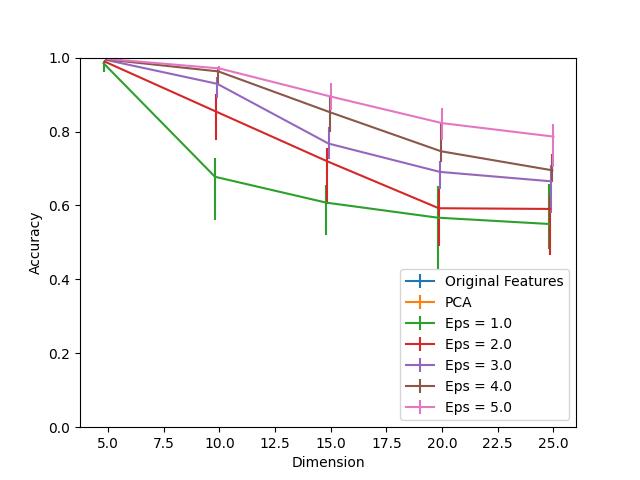 1.0
0.8
0.6
0.4
0.2
0.0
Accuracy
Original Features
PCA
Eps = 1.0
Eps = 2.0
Eps = 3.0
Eps = 4.0
Eps = 5.0
5.0 7.5 10.0 12.5 15.0 17.5 20.0 22.5 25.0
Dimension